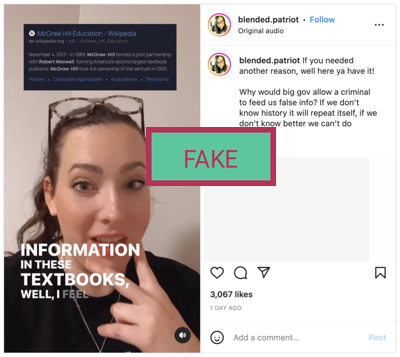 McGraw Hill Education - Wikipedia
en.wikipedia.org › wiki › McGraw_Hill_Education
November 4, 2013 - In 1989, McGraw Hill formed a joint partnership
with Robert Maxwell, forming Americas second largest textbook
publisher. McGraw-Hill took full ownership of the venture in 1993.
History · Corporate organization · Acquisitions · Presidents
INFORMATION
IN THESE
TEXTBOOKS,
WELL, I FEEL
blended.patriot • Follow
Original audio
blended.patriot If you needed
another reason, well here ya have it!
Why would big gov allow a criminal
to feed us false info? If we don't
know history it will repeat itself, if we
don't know better we can't do
FAKE
3,067 likes
1 DAY AGO
Add a comment...
Post